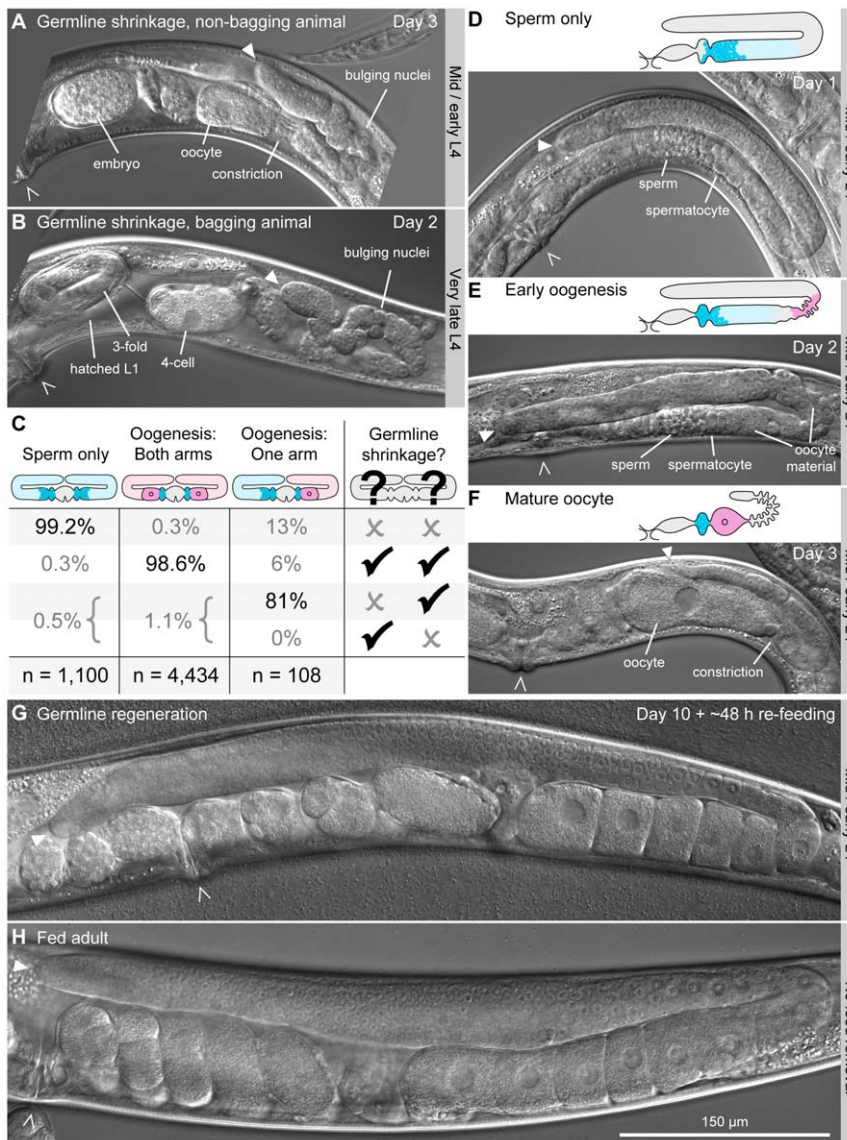 A Germline shrinkage, non-bagging animal
Day 3
bulging nuclei
embryo
oocyte
constriction
Mid / early L4
B Germline shrinkage, bagging animal
Day 2
bulging nuclei
3-fold
hatched L1
4-cell
Very late L4
C
Sperm only
Oogenesis: Both arms
Oogenesis: One arm
Germline shrinkage?
? ?
99.2% 0.3% 13% ✗ ✗
0.3% 98.6% 6% ✓ ✓
0.5% { 1.1% { 81% ✗ ✓
0% ✓ ✗
n = 1,100 n = 4,434 n = 108
D Sperm only
Day 1
sperm
spermatocyte
E Early oogenesis
Day 2
sperm
spermatocyte
oocyte material
F Mature oocyte
Day 3
oocyte
constriction
G Germline regeneration
Day 10 + ~48 h re-feeding
H Fed adult
150 µm